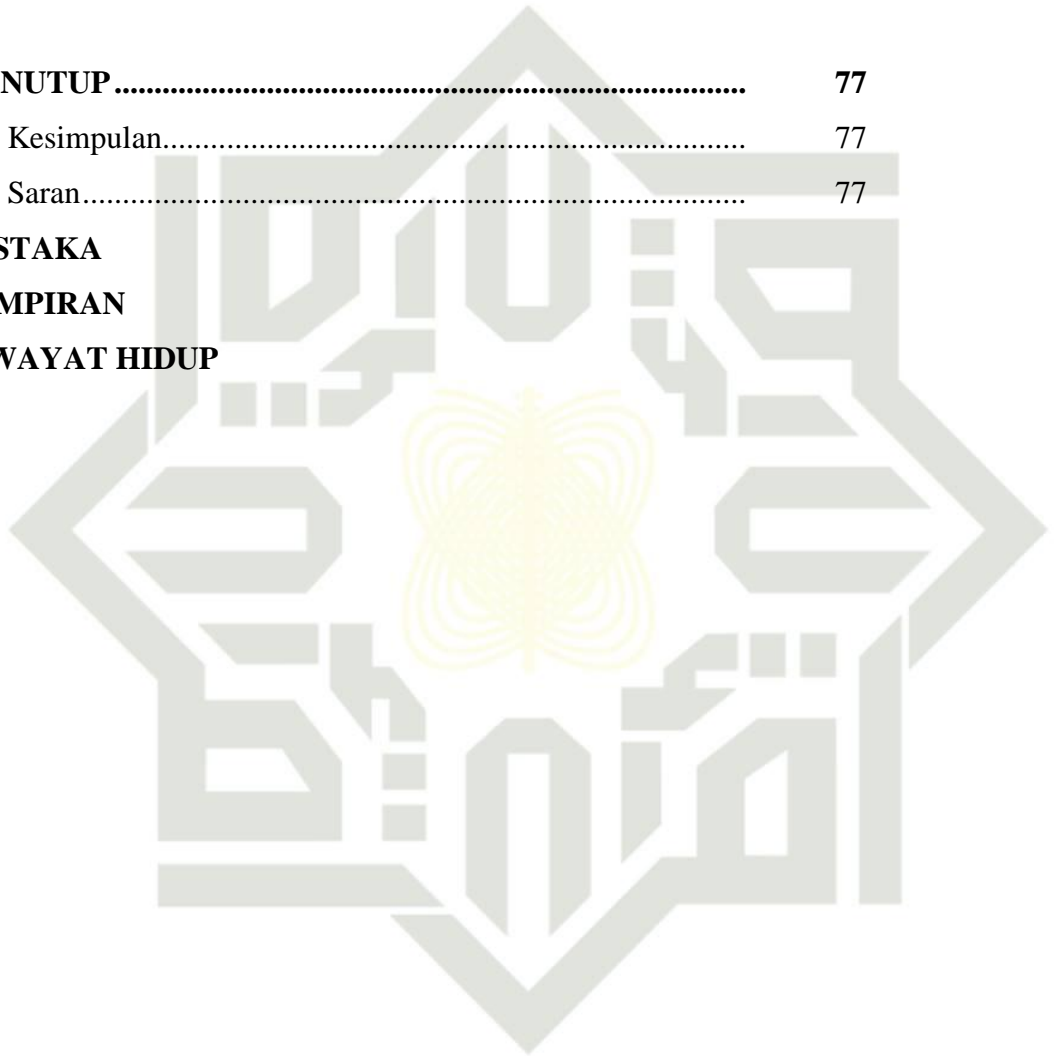 NUTUP........................................................................ 77
Kesimpulan......................................................................... 77
Saran................................................................................... 77
STAKA
MPIRAN
WAYAT HIDUP